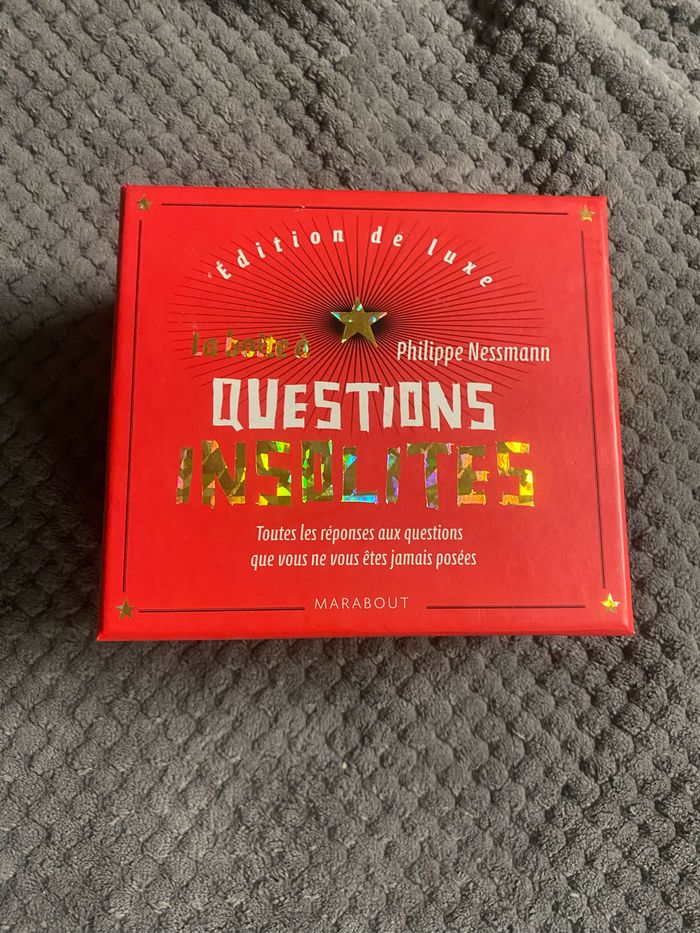 Édition de luxe
La boîte à
Philippe Nessmann
QUESTIONS
INSOLITES
Toutes les réponses aux questions
que vous ne vous êtes jamais posées
MARABOUT